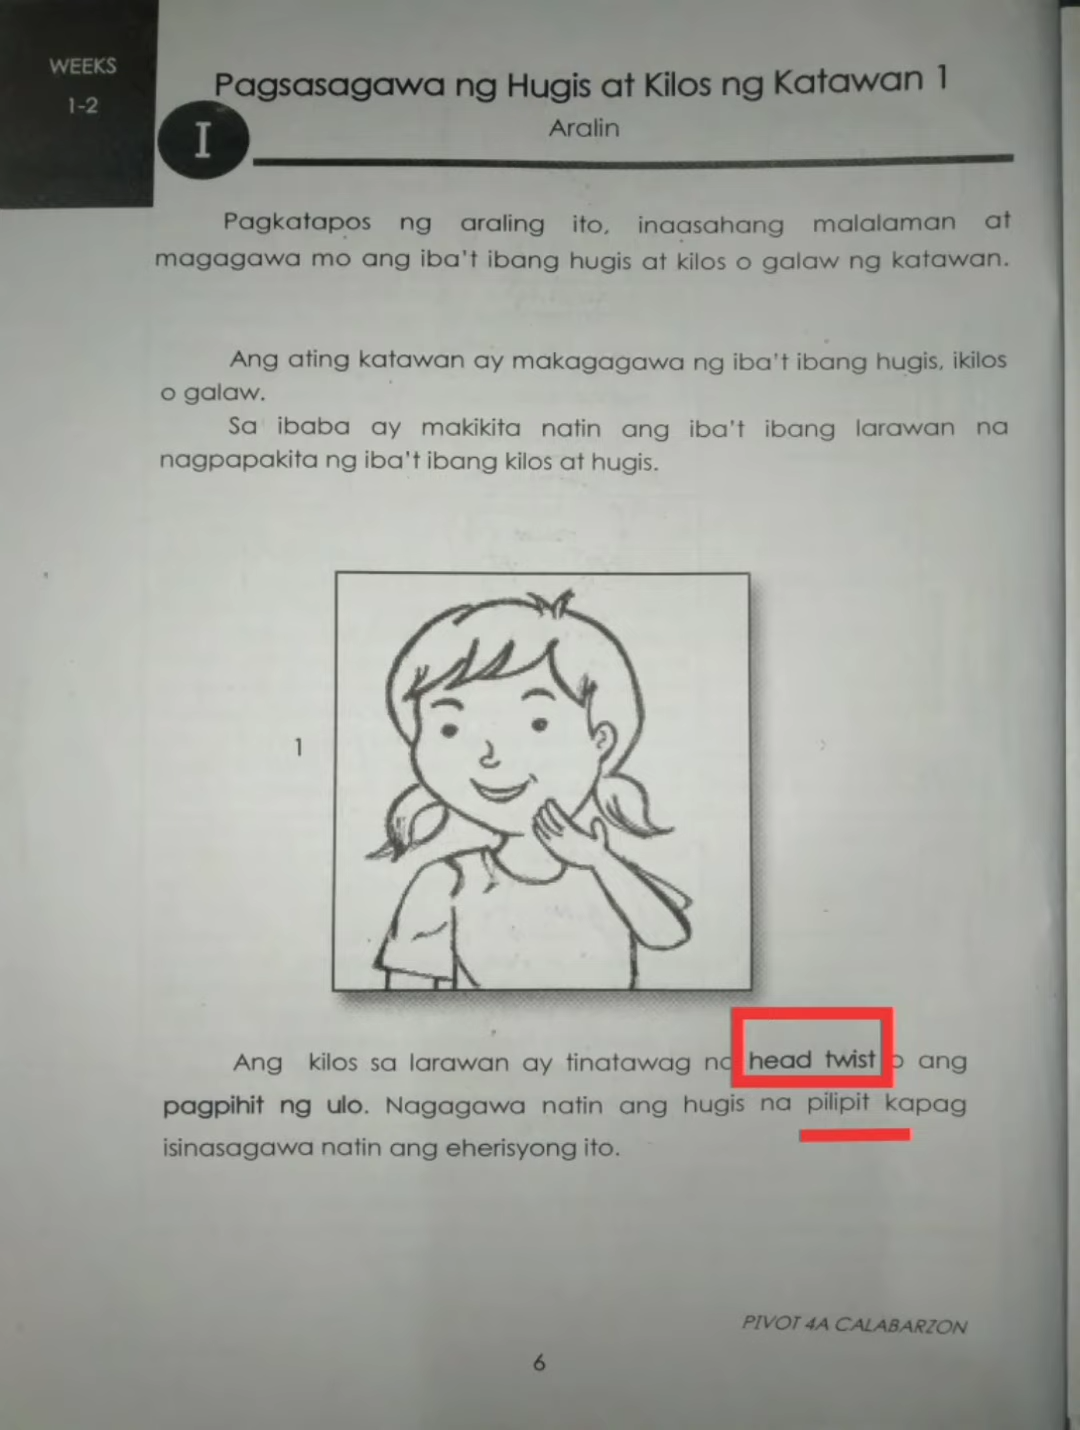 WEEKS
1-2
Pagsasagawa ng Hugis at Kilos ng Katawan 1
I
Aralin
Pagkatapos ng araling ito, inaasahang malalaman at
magagawa mo ang iba't ibang hugis at kilos o galaw ng katawan.
Ang ating katawan ay makagagawa ng iba't ibang hugis, ikilos
o galaw.
Sa ibaba ay makikita natin ang iba't ibang larawan na
nagpapakita ng iba't ibang kilos at hugis.
1
Ang kilos sa larawan ay tinatawag na head twist o ang
pagpihit ng ulo. Nagagawa natin ang hugis na pilipit kapag
isinasagawa natin ang eherisyong ito.
PIVOT 4A CALABARZON
6